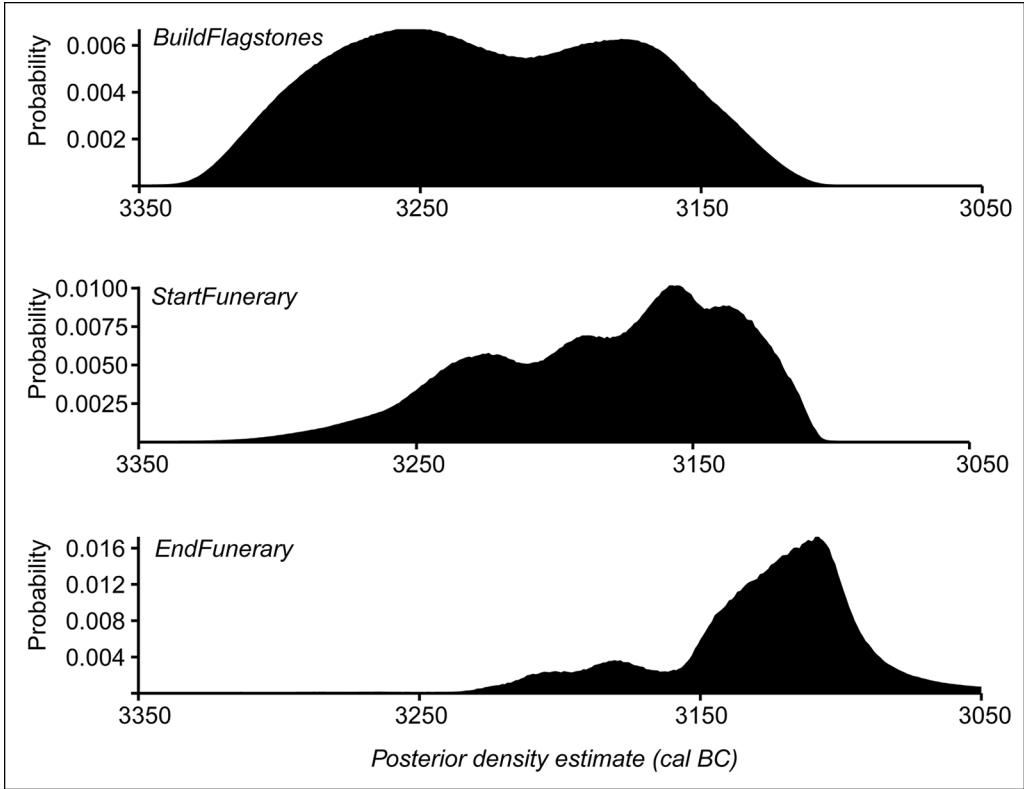 BuildFlagstones
Probability
0.006
0.004
0.002
3350 3250 3150 3050
StartFunerary
Probability
0.0100
0.0075
0.0050
0.0025
3350 3250 3150 3050
EndFunerary
Probability
0.016
0.012
0.008
0.004
3350 3250 3150 3050
Posterior density estimate (cal BC)